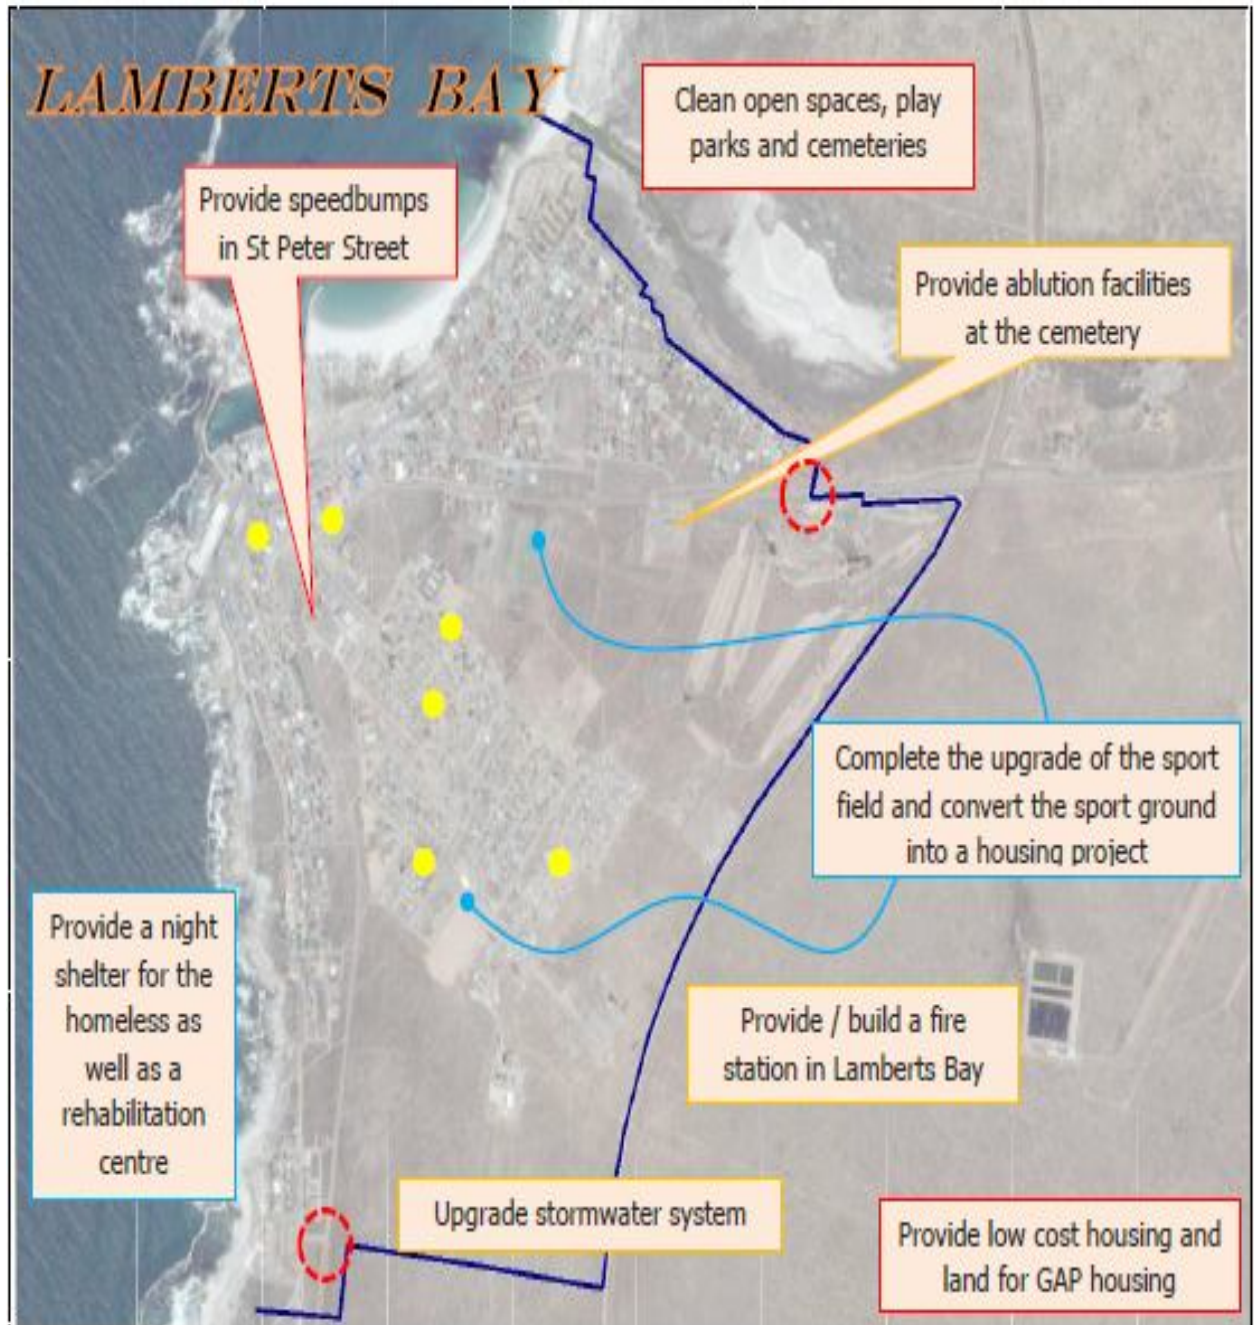 LAMBERTS BAY
Clean open spaces, play
parks and cemeteries
Provide speedbumps
in St Peter Street
Provide ablution facilities
at the cemetery
Complete the upgrade of the sport
field and convert the sport ground
into a housing project
Provide a night
shelter for the
homeless as
well as a
rehabilitation
centre
Provide / build a fire
station in Lamberts Bay
Upgrade stormwater system
Provide low cost housing and
land for GAP housing